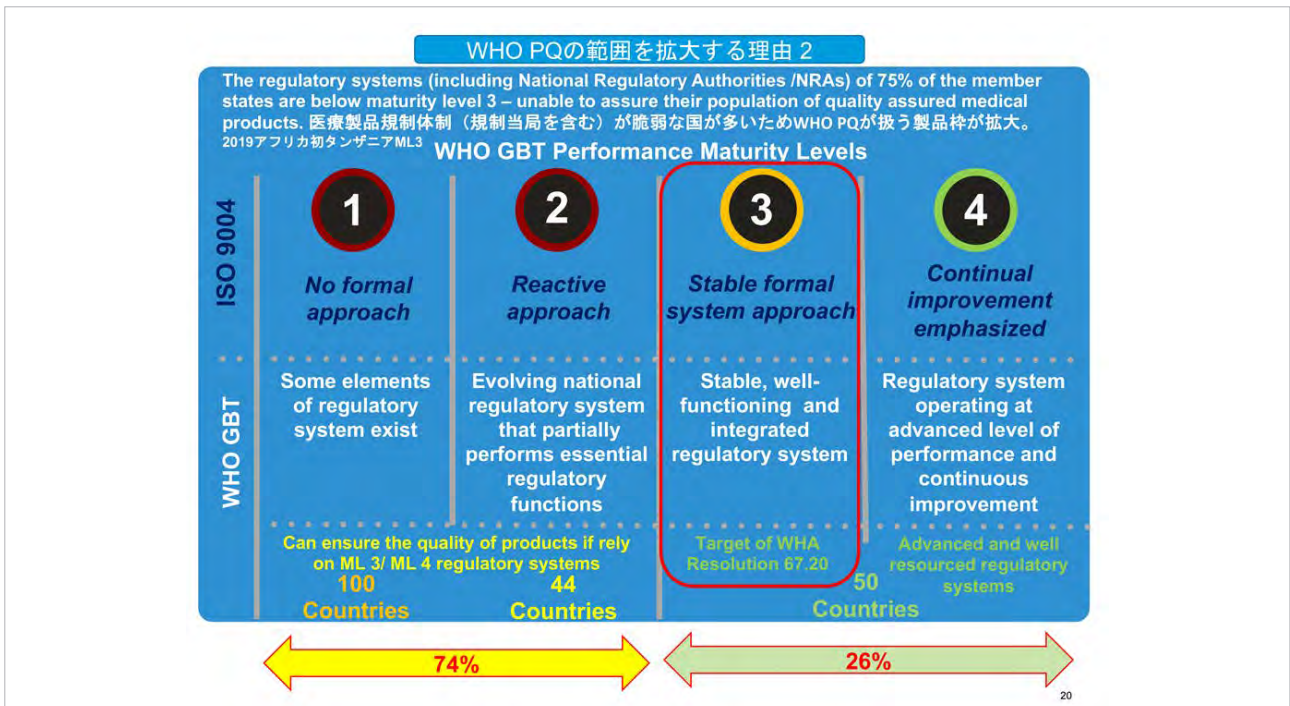 WHO PQの範囲を拡大する理由 2
The regulatory systems (including National Regulatory Authorities /NRAs) of 75% of the member
states are below maturity level 3 – unable to assure their population of quality assured medical
products. 医療製品規制体制（規制当局を含む）が脆弱な国が多いためWHO PQが扱う製品枠が拡大。
2019アフリカ初タンザニアML3
WHO GBT Performance Maturity Levels
ISO 9004
1
No formal
approach
2
Reactive
approach
3
Stable formal
system approach
4
Continual
improvement
emphasized
WHO GBT
Some elements
of regulatory
system exist
Evolving national
regulatory system
that partially
performs essential
regulatory
functions
Stable, well-
functioning and
integrated
regulatory system
Regulatory system
operating at
advanced level of
performance and
continuous
improvement
Can ensure the quality of products if rely
on ML 3/ ML 4 regulatory systems
100
Countries
44
Countries
Target of WHA
Resolution 67.20
Advanced and well
resourced regulatory
systems
50
Countries
74%
26%
20